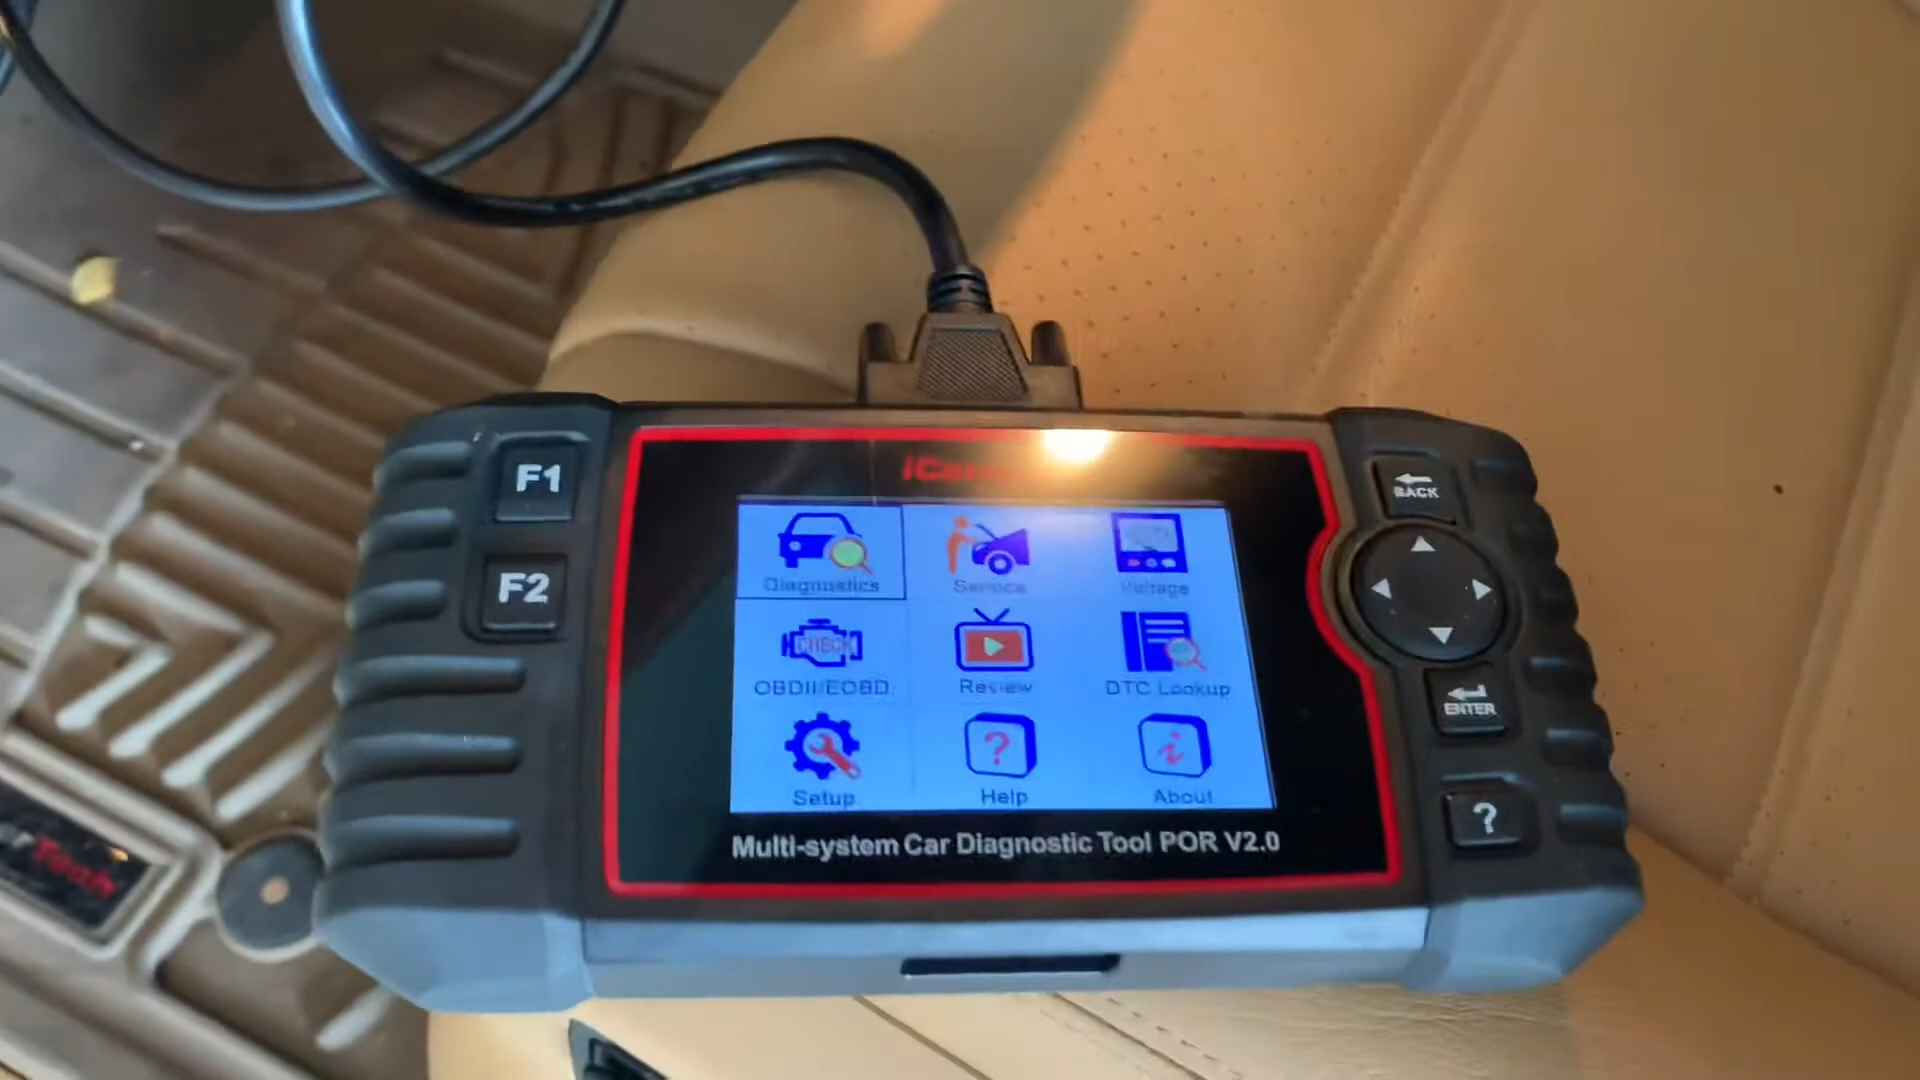 F1
F2
BACK
ENTER
?
Diagnostics
Service
Voltage
CHECK
OBDII/EOBD
Review
DTC Lookup
Setup
?
Help
i
About
Multi-system Car Diagnostic Tool POR V2.0